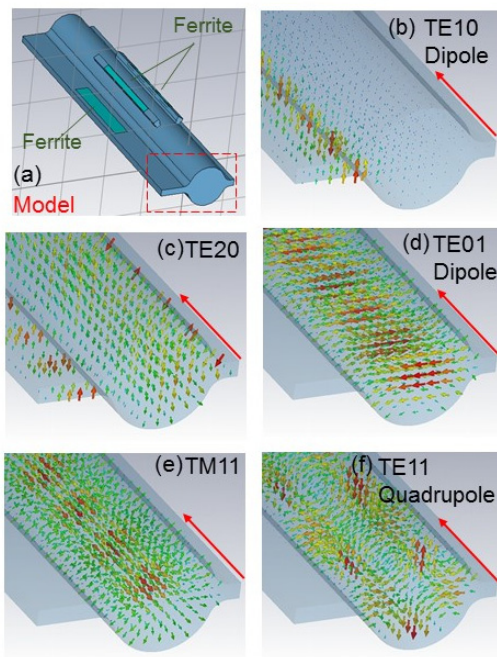 Ferrite
Ferrite
(a)
Model
(b) TE10
Dipole
(c)TE20
(d)TE01
Dipole
(e)TM11
(f)TE11
Quadrupole